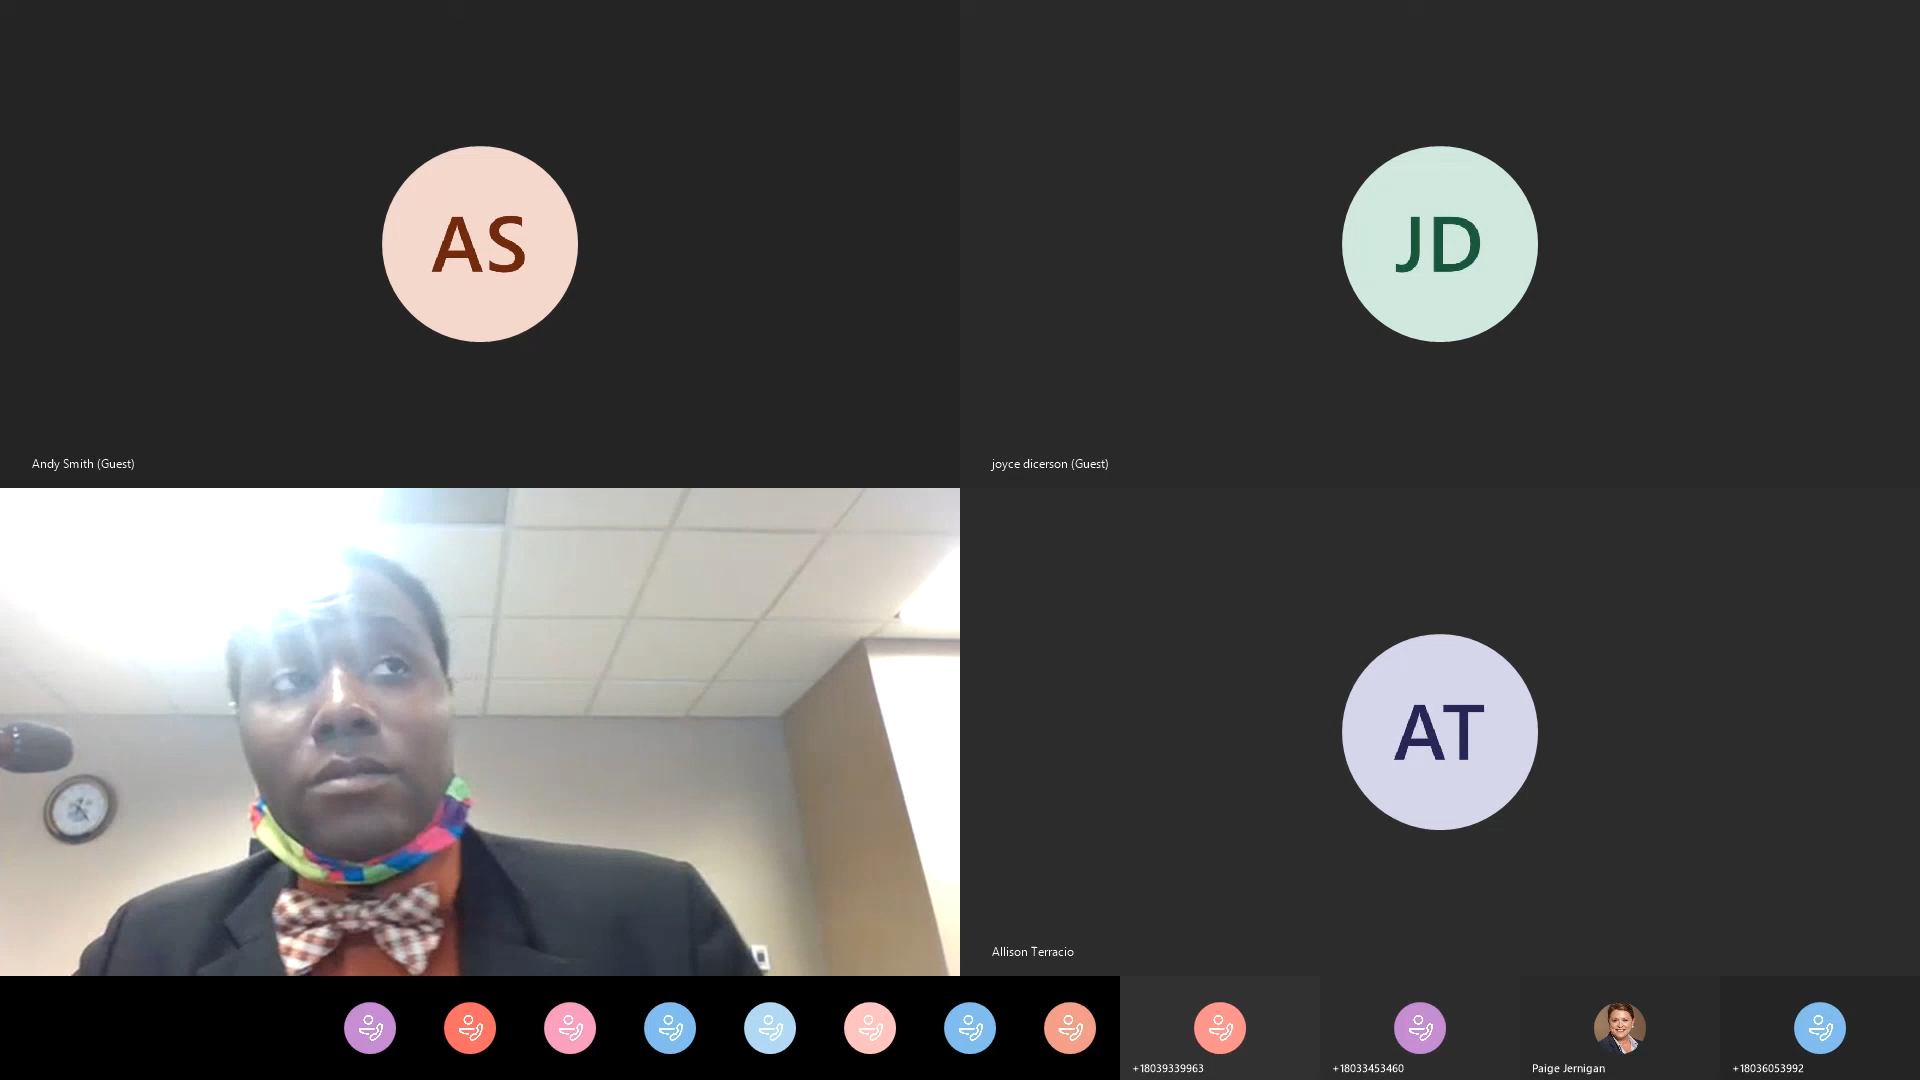 AS
JD
Andy Smith (Guest)
joyce dicerson (Guest)
AT
Allison Terracio
+18039339963
+18033453460
Paige Jernigan
+18036053992